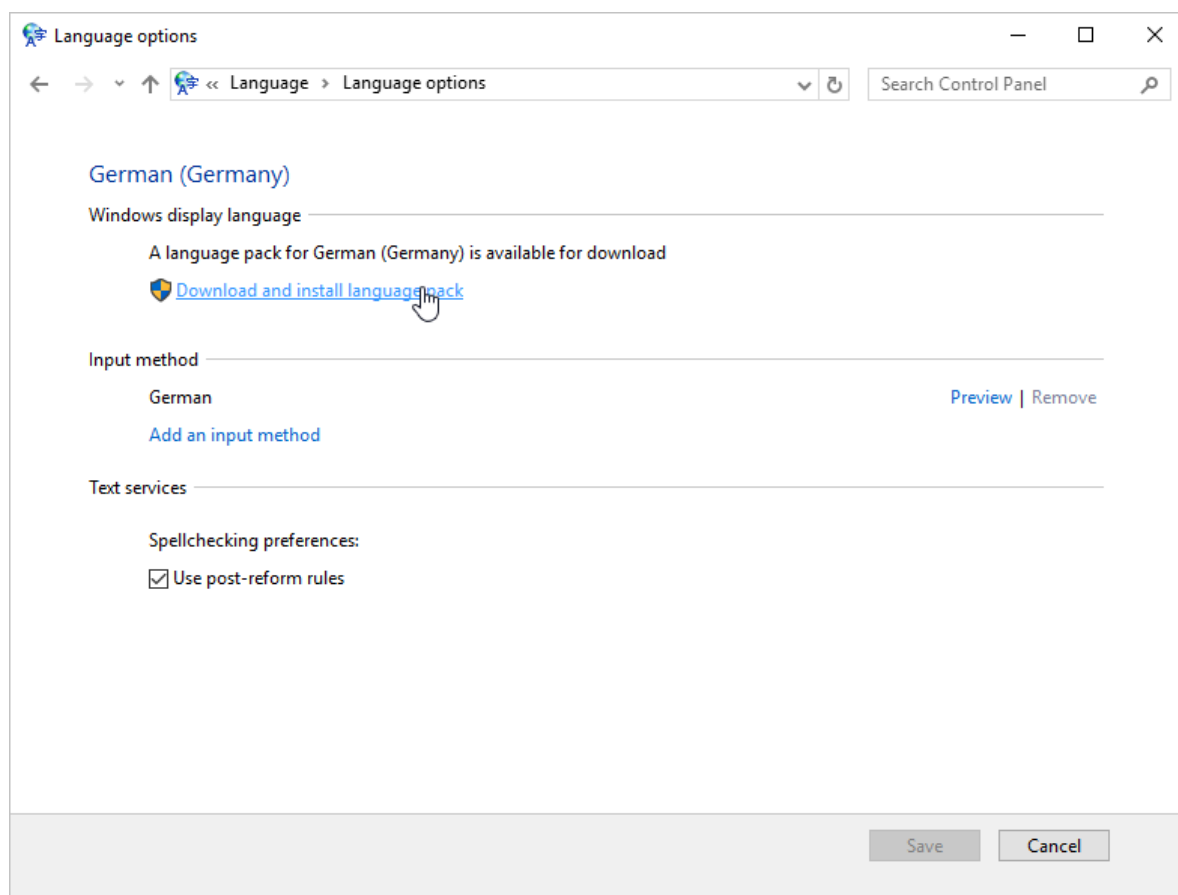 Language options
« Language › Language options Search Control Panel
German (Germany)
Windows display language
A language pack for German (Germany) is available for download
Download and install language pack
Input method
German Preview | Remove
Add an input method
Text services
Spellchecking preferences:
Use post-reform rules
Save Cancel